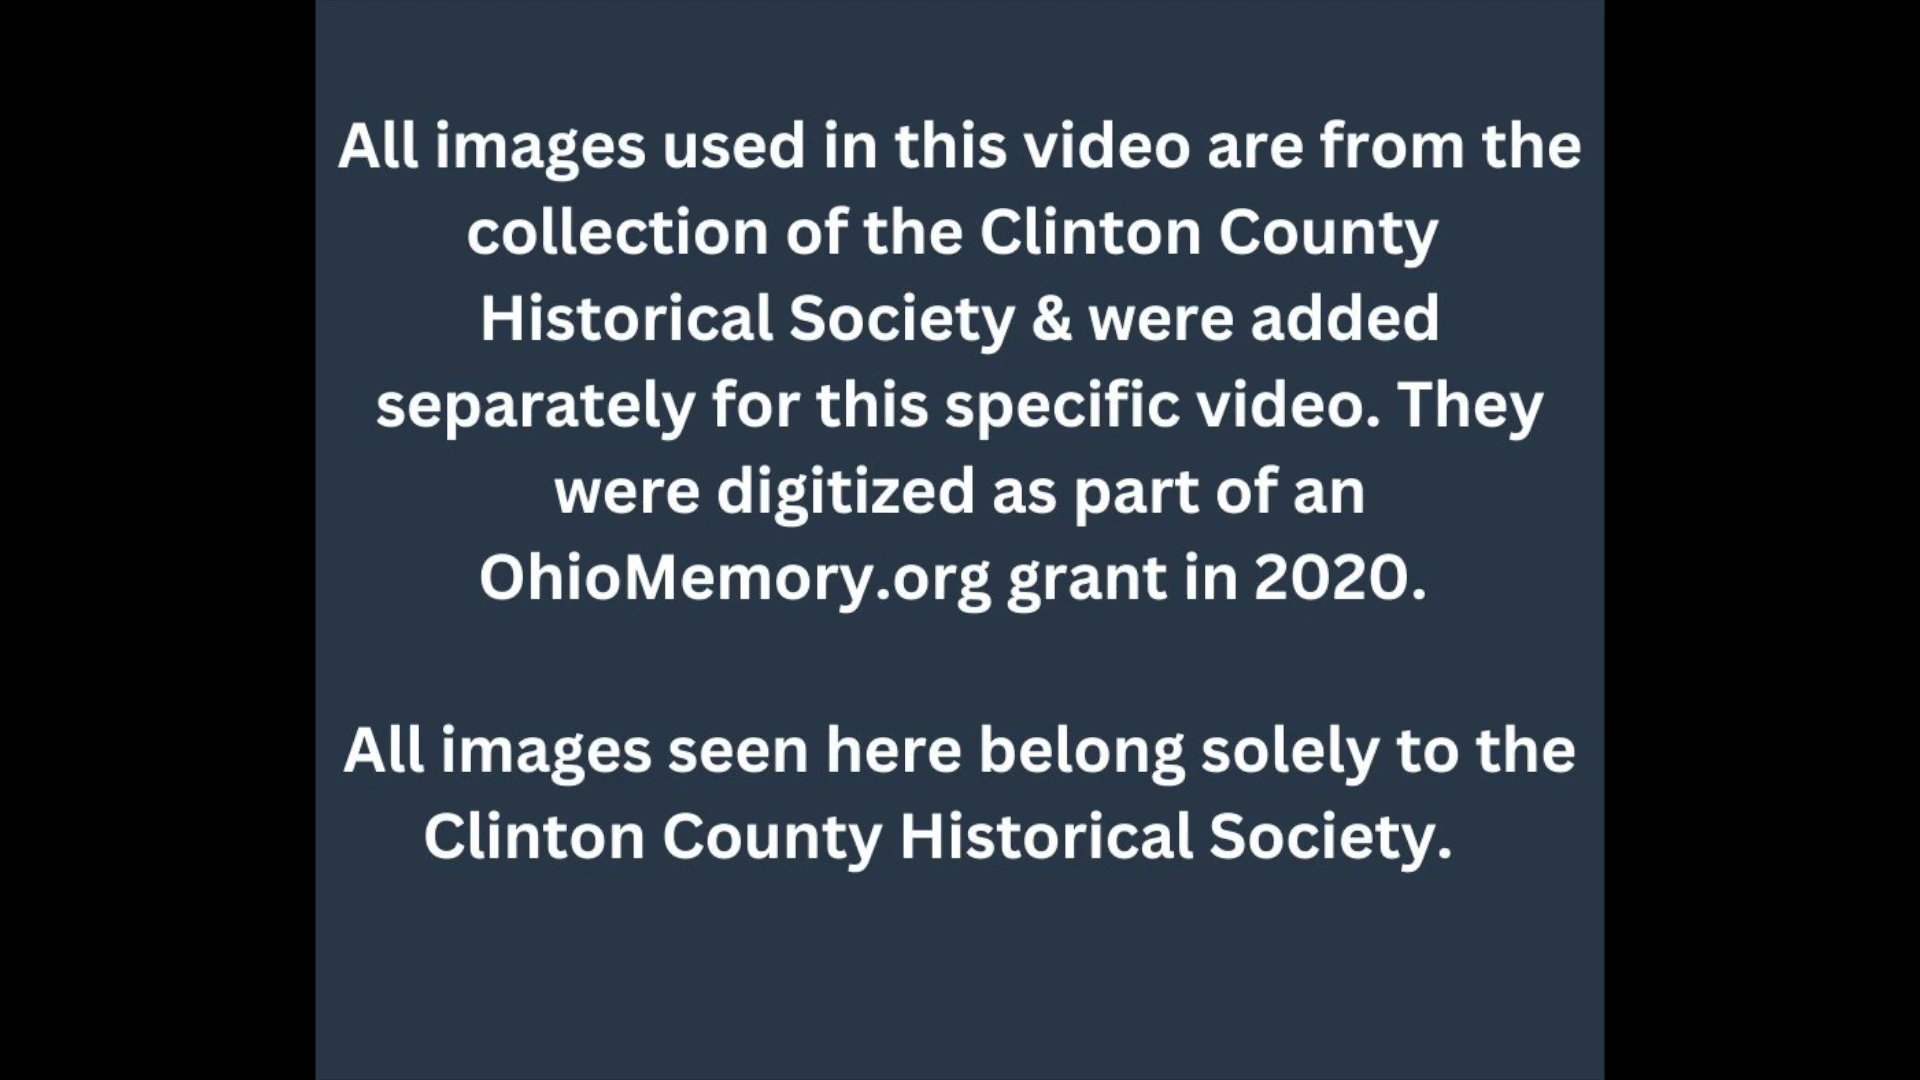 All images used in this video are from the
collection of the Clinton County
Historical Society & were added
separately for this specific video. They
were digitized as part of an
OhioMemory.org grant in 2020.
All images seen here belong solely to the
Clinton County Historical Society.